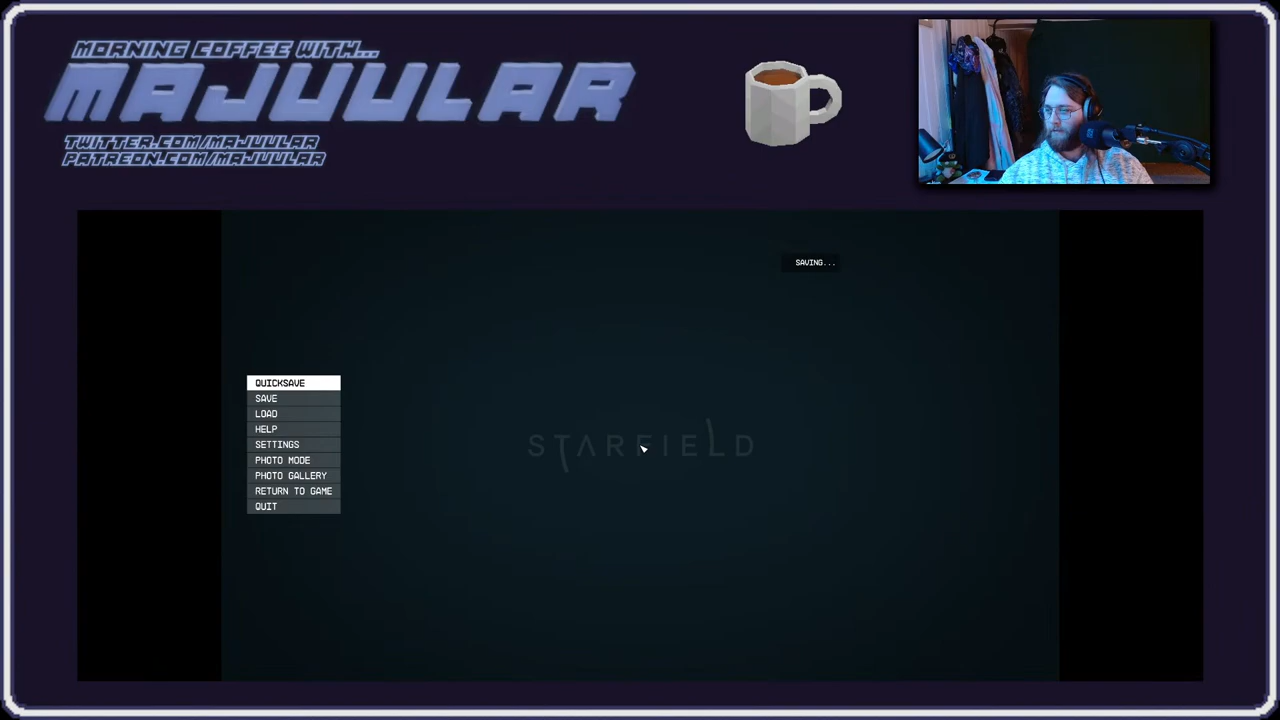 MORNING COFFEE WITH...
MAJUULAR
TWITTER.COM/MAJUULAR
PATREON.COM/MAJUULAR
SAVING...
QUICKSAVE
SAVE
LOAD
HELP
SETTINGS
PHOTO MODE
PHOTO GALLERY
RETURN TO GAME
QUIT
STARFIELD